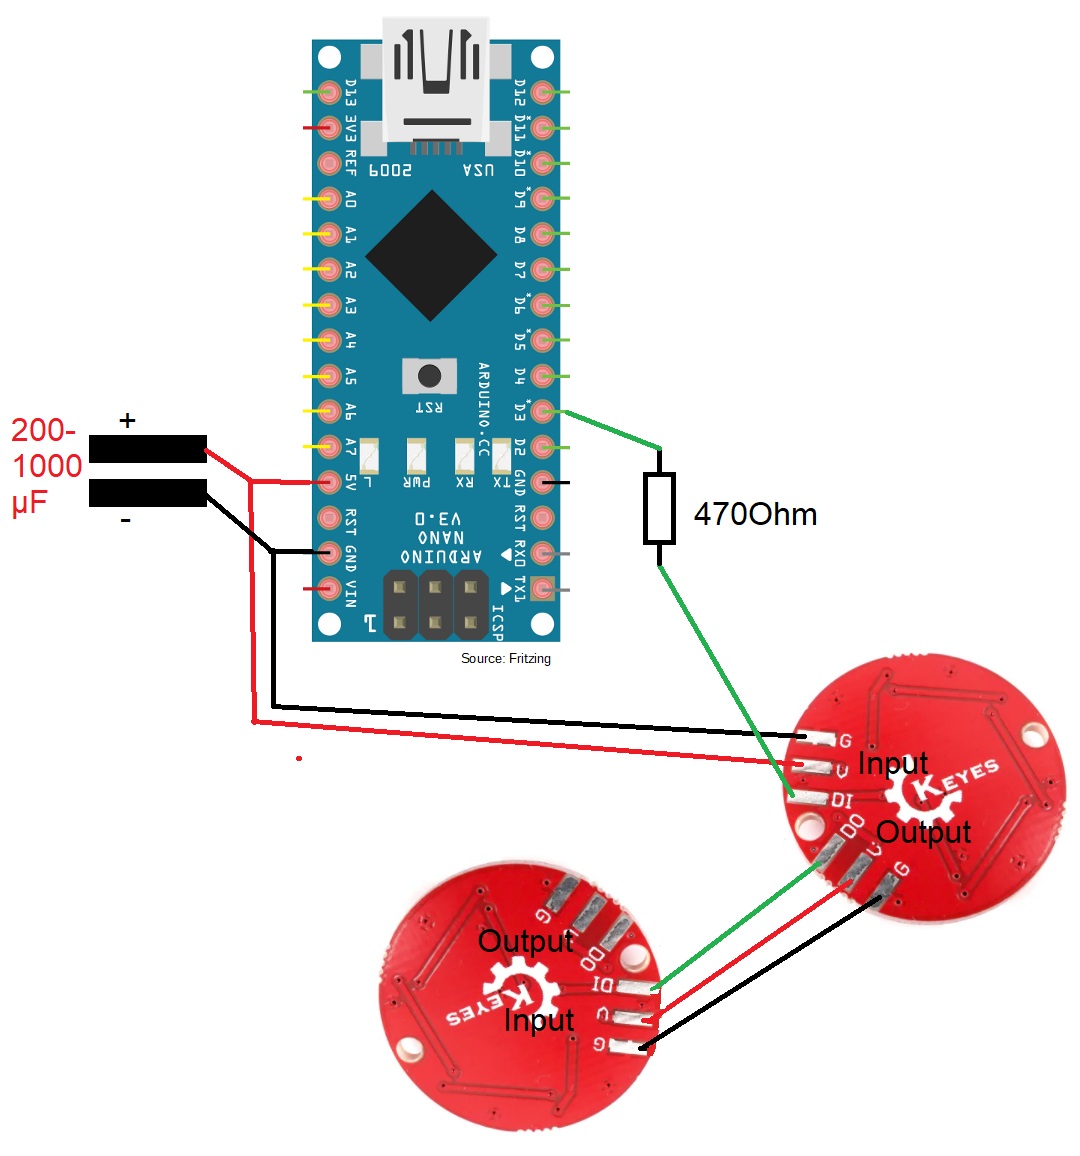 D13
3V3
REF
A0
A1
A2
A3
A4
A5
A6
A7
5V
RST
GND
VIN
D12
D11*
D10*
D9*
D8
D7
D6*
D5*
D4
D3*
D2
GND
RST
RX0
TX1
2009
USA
RST
ARDUINO.CC
L
PWR
RX
TX
ARDUINO
NANO
V3.0
ICSP
1
Source: Fritzing
+
200-
1000
µF
-
470Ohm
G
V
DI
Input
KEYES
Output
DO
V
G
G
V
DO
Output
DI
V
G
KEYES
Input